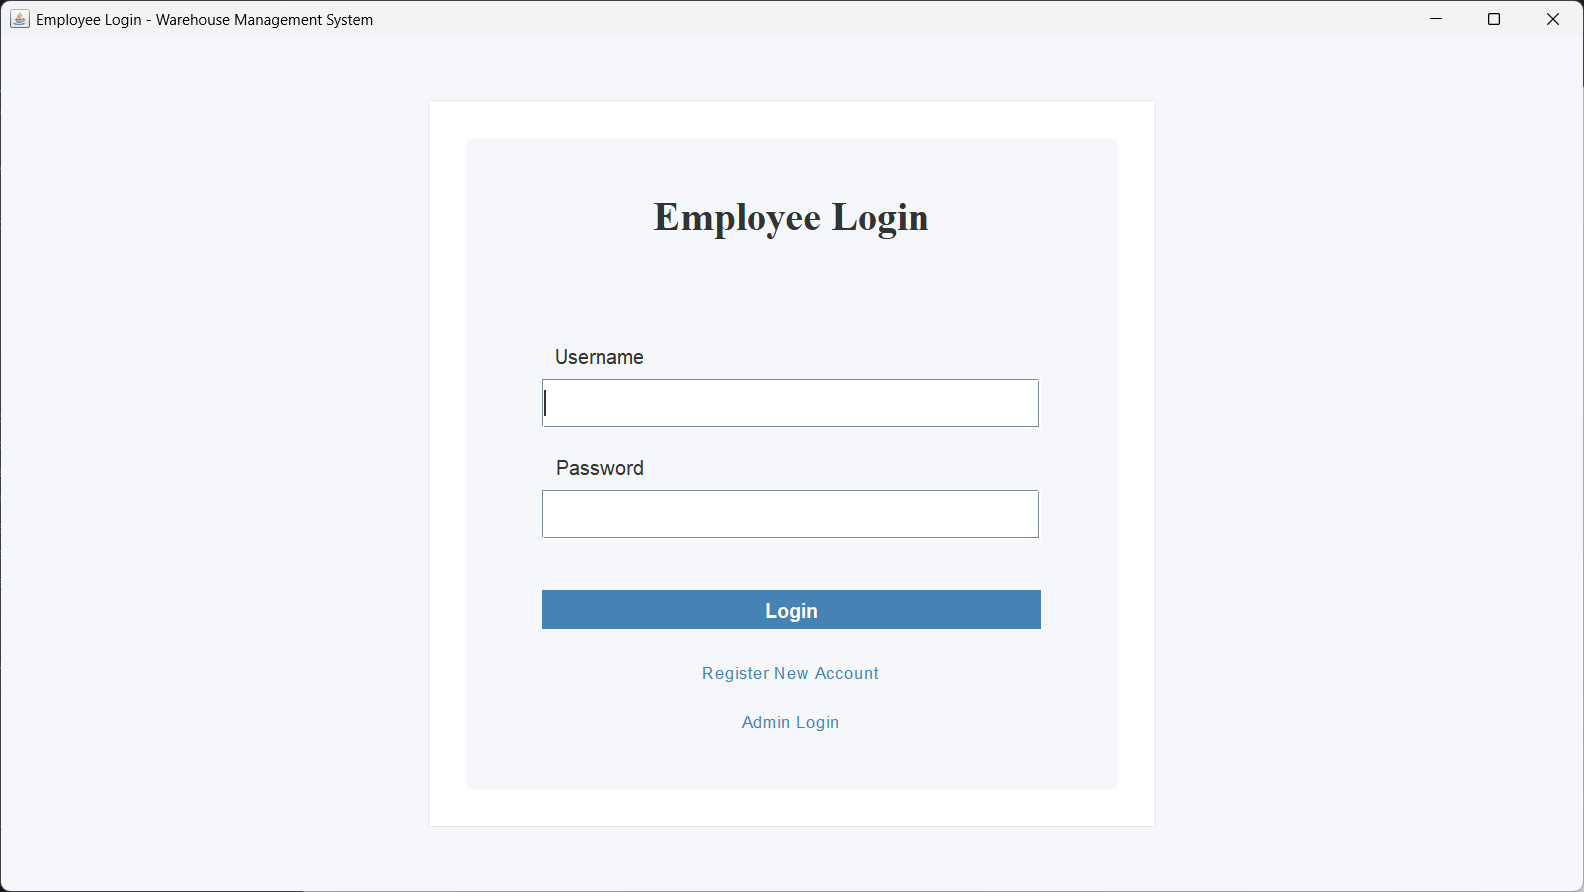 Employee Login - Warehouse Management System
Employee Login
Username
Password
Login
Register New Account
Admin Login